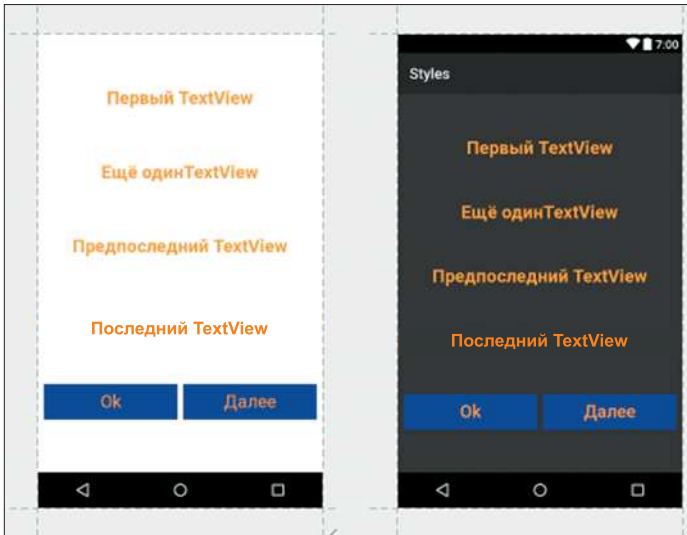 Первый TextView
Ещё одинTextView
Предпоследний TextView
Последний TextView
Ok Далее
7:00
Styles
Первый TextView
Ещё одинTextView
Предпоследний TextView
Последний TextView
Ok Далее